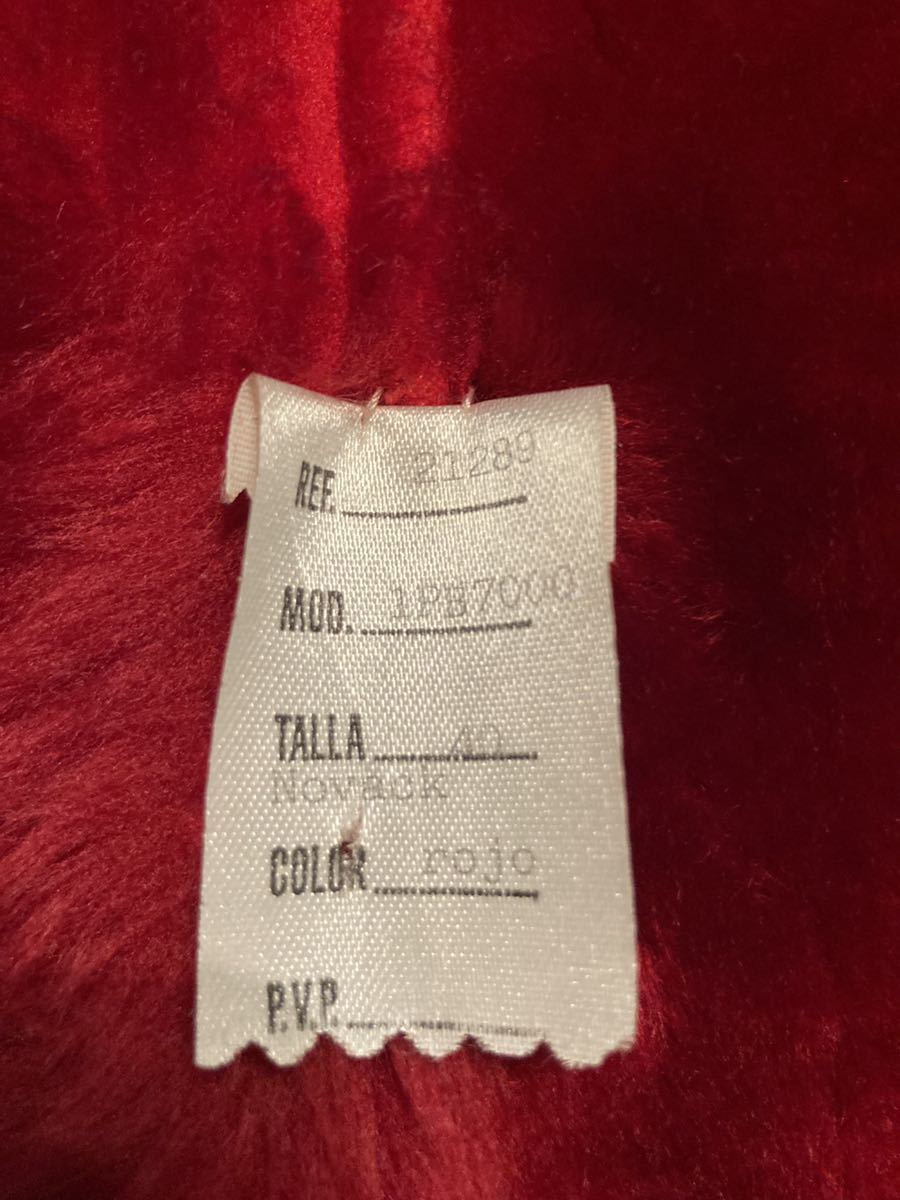 REF. 21289
MOD. 1PB7000
TALLA 40
Novack
COLOR rojo
P.V.P.